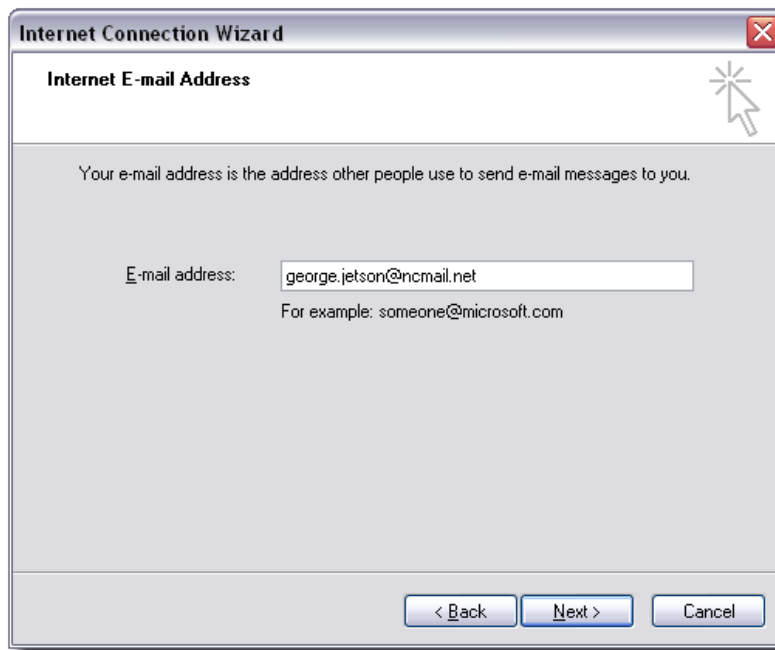 Internet Connection Wizard
Internet E-mail Address
Your e-mail address is the address other people use to send e-mail messages to you.
E-mail address: george.jetson@ncmail.net
For example: someone@microsoft.com
< Back Next > Cancel